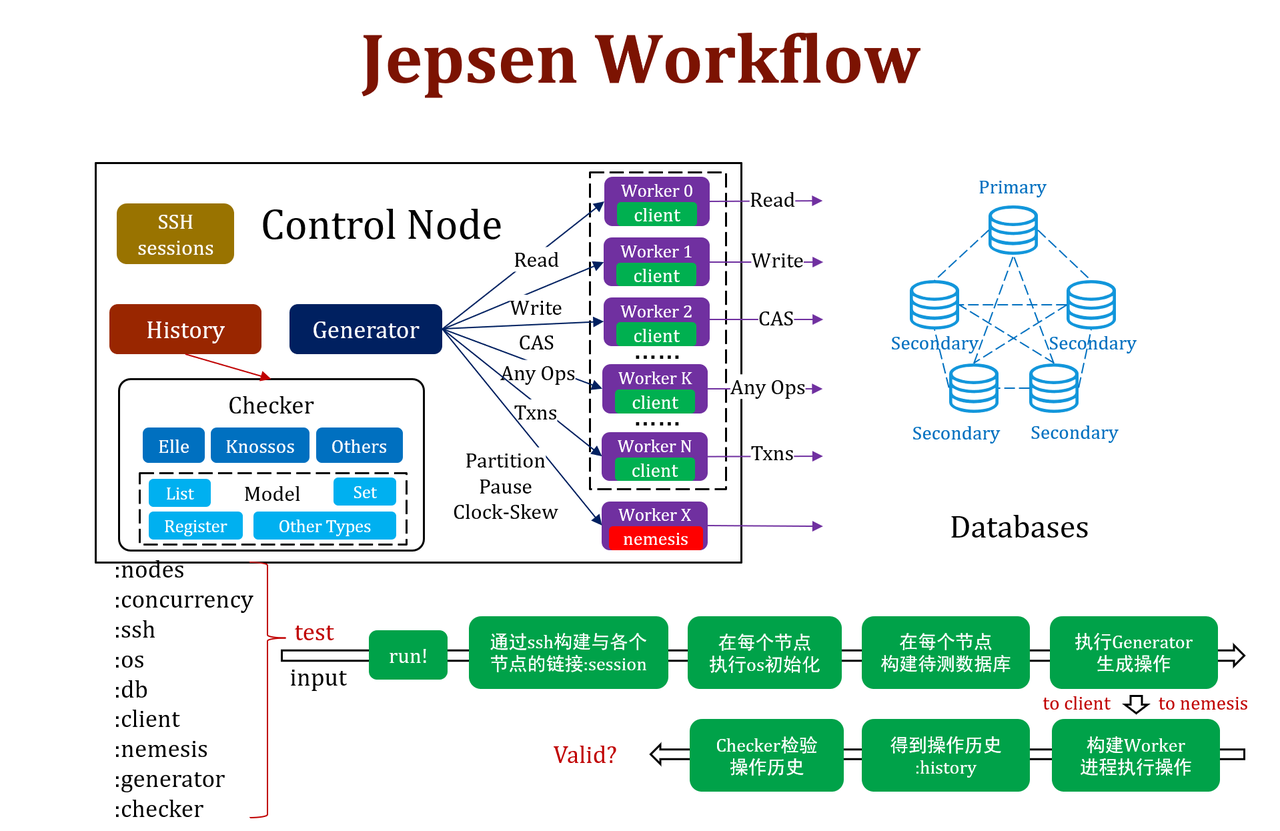 Jepsen Workflow
SSH
sessions
Control Node
History
Generator
Checker
Elle
Knossos
Others
List
Model
Set
Register
Other Types
Read
Write
CAS
Any Ops
Txns
Partition
Pause
Clock-Skew
Worker 0
client
Worker 1
client
Worker 2
client
······
Worker K
client
······
Worker N
client
Worker X
nemesis
Read
Write
CAS
Any Ops
Txns
Primary
Secondary
Secondary
Secondary
Secondary
Databases
:nodes
:concurrency
:ssh
:os
:db
:client
:nemesis
:generator
:checker
test
input
run!
通过ssh构建与各个
节点的链接:session
在每个节点
执行os初始化
在每个节点
构建待测数据库
执行Generator
生成操作
to client
to nemesis
构建Worker
进程执行操作
得到操作历史
:history
Checker检验
操作历史
Valid?